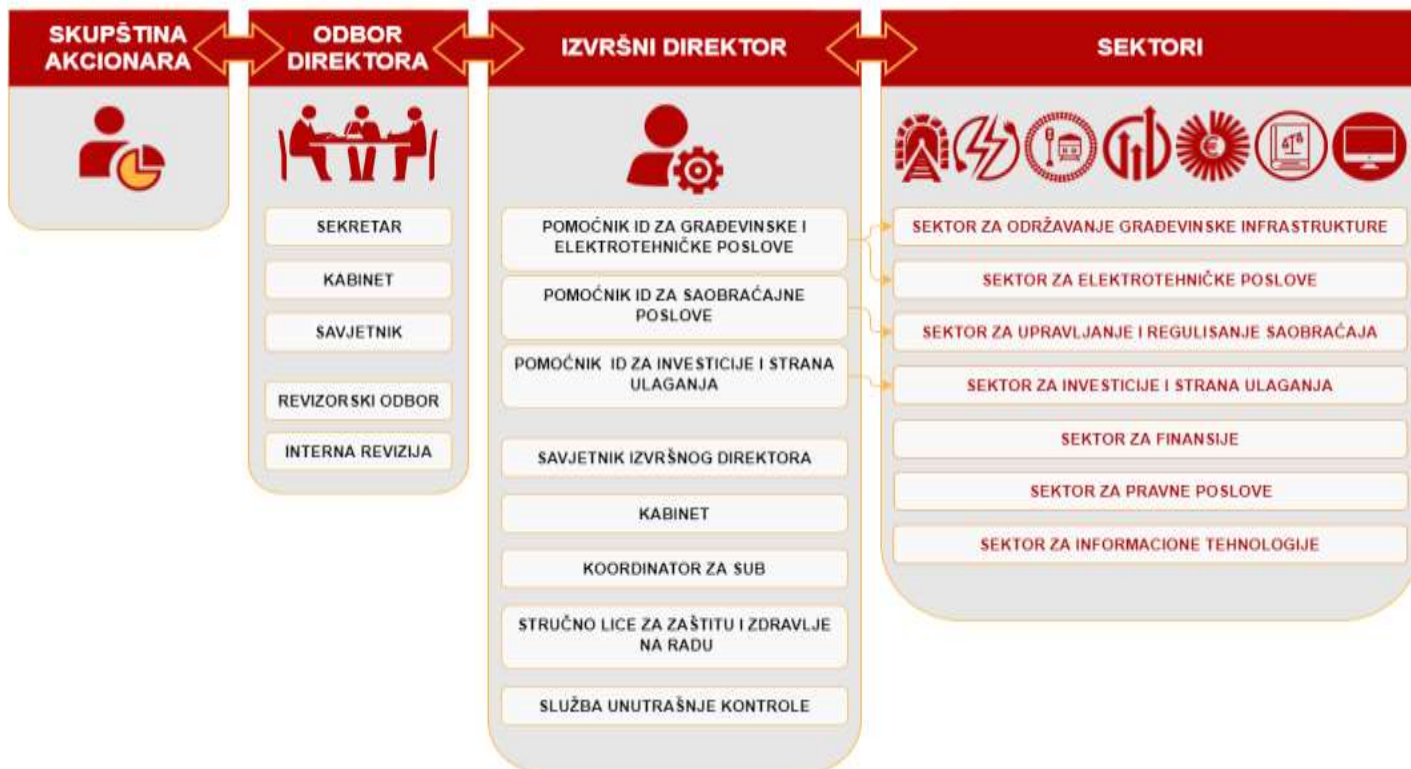 SKUPŠTINA
AKCIONARA
ODBOR
DIREKTORA
IZVRŠNI DIREKTOR
SEKTORI
SEKRETAR
KABINET
SAVJETNIK
REVIZORSKI ODBOR
INTERNA REVIZIJA
POMOĆNIK ID ZA GRAĐEVINSKE I
ELEKTROTEHNIČKE POSLOVE
POMOĆNIK ID ZA SAOBRAĆAJNE
POSLOVE
POMOĆNIK ID ZA INVESTICIJE I STRANA
ULAGANJA
SAVJETNIK IZVRŠNOG DIREKTORA
KABINET
KOORDINATOR ZA SUB
STRUČNO LICE ZA ZAŠTITU I ZDRAVLJE
NA RADU
SLUŽBA UNUTRAŠNJE KONTROLE
€
SEKTOR ZA ODRŽAVANJE GRAĐEVINSKE INFRASTRUKTURE
SEKTOR ZA ELEKTROTEHNIČKE POSLOVE
SEKTOR ZA UPRAVLJANJE I REGULISANJE SAOBRAĆAJA
SEKTOR ZA INVESTICIJE I STRANA ULAGANJA
SEKTOR ZA FINANSIJE
SEKTOR ZA PRAVNE POSLOVE
SEKTOR ZA INFORMACIONE TEHNOLOGIJE